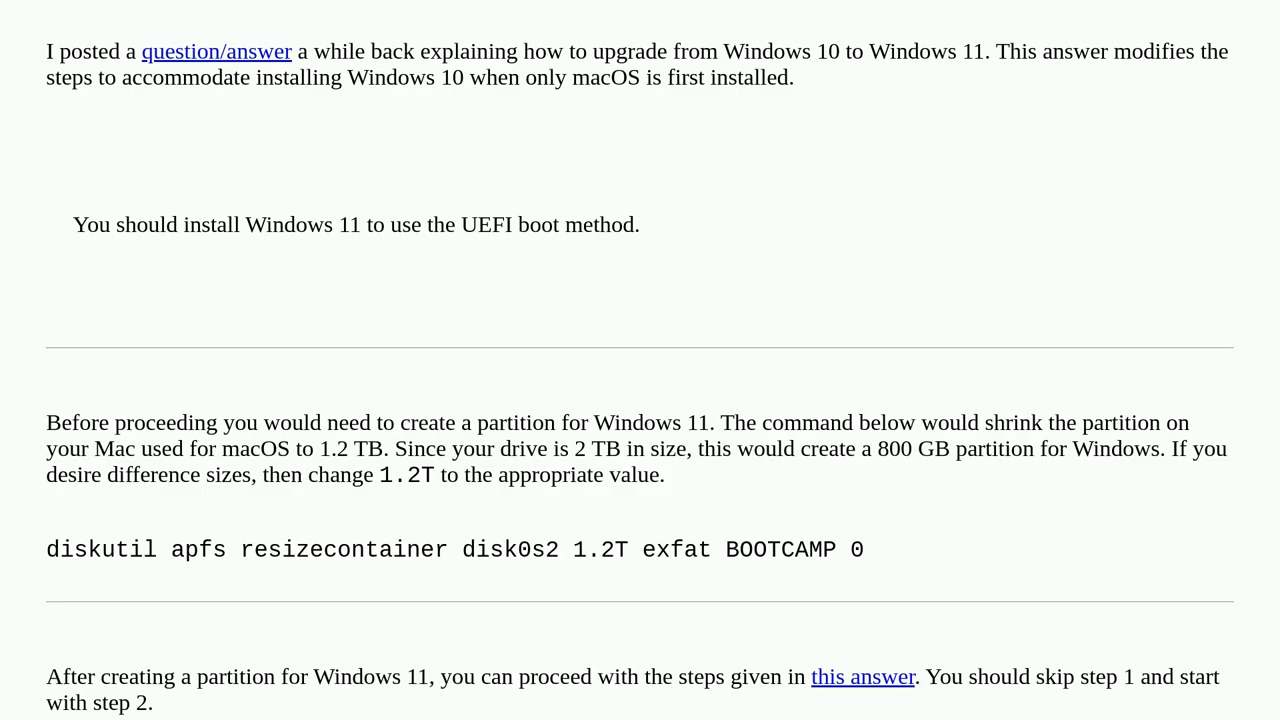 I posted a question/answer a while back explaining how to upgrade from Windows 10 to Windows 11. This answer modifies the
steps to accommodate installing Windows 10 when only macOS is first installed.
You should install Windows 11 to use the UEFI boot method.
Before proceeding you would need to create a partition for Windows 11. The command below would shrink the partition on
your Mac used for macOS to 1.2 TB. Since your drive is 2 TB in size, this would create a 800 GB partition for Windows. If you
desire difference sizes, then change 1.2T to the appropriate value.
diskutil apfs resizecontainer disk0s2 1.2T exfat BOOTCAMP 0
After creating a partition for Windows 11, you can proceed with the steps given in this answer. You should skip step 1 and start
with step 2.